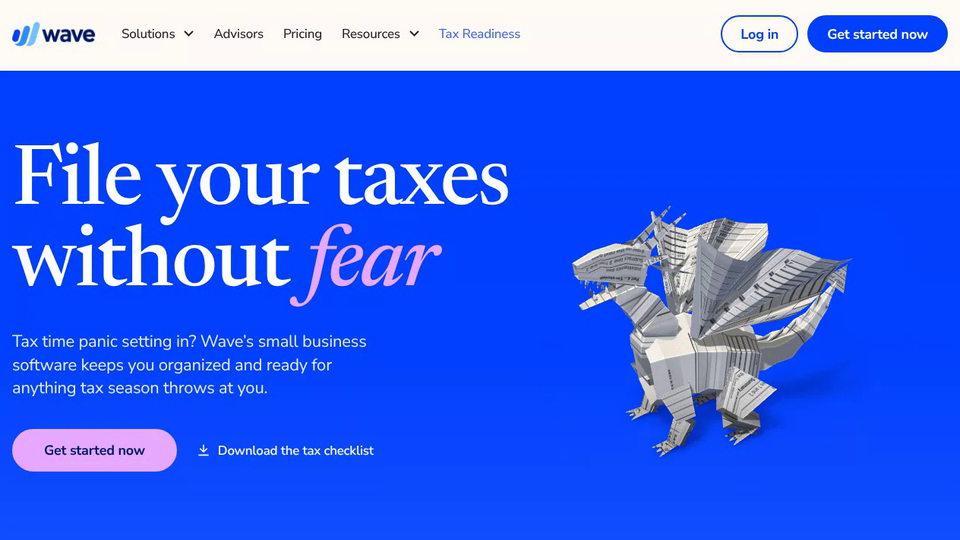 wave
Solutions
Advisors
Pricing
Resources
Tax Readiness
Log in
Get started now
File your taxes
without fear
Tax time panic setting in? Wave's small business
software keeps you organized and ready for
anything tax season throws at you.
Get started now
Download the tax checklist